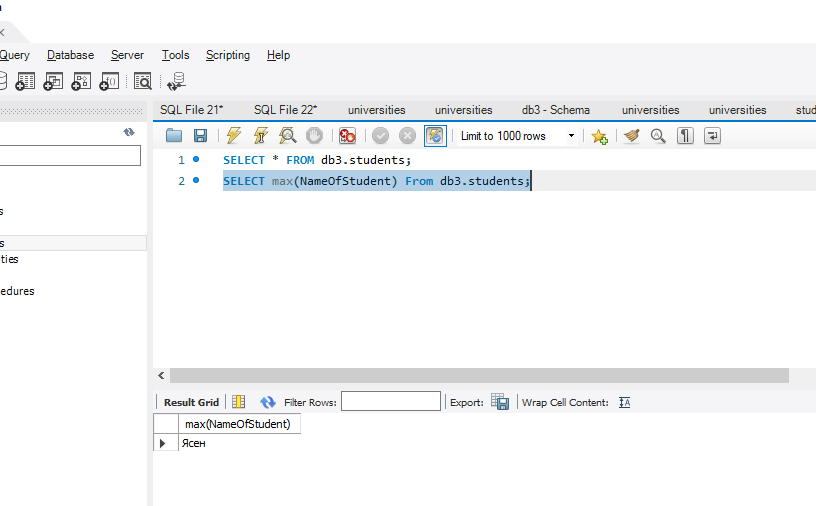 Query Database Server Tools Scripting Help
SQL File 21* SQL File 22* universities universities db3 - Schema universities universities stud
Limit to 1000 rows
1 SELECT * FROM db3.students;
2 SELECT max(NameOfStudent) From db3.students;
s
s
ties
edures
Result Grid Filter Rows: Export: Wrap Cell Content: IA
max(NameOfStudent)
Ясен